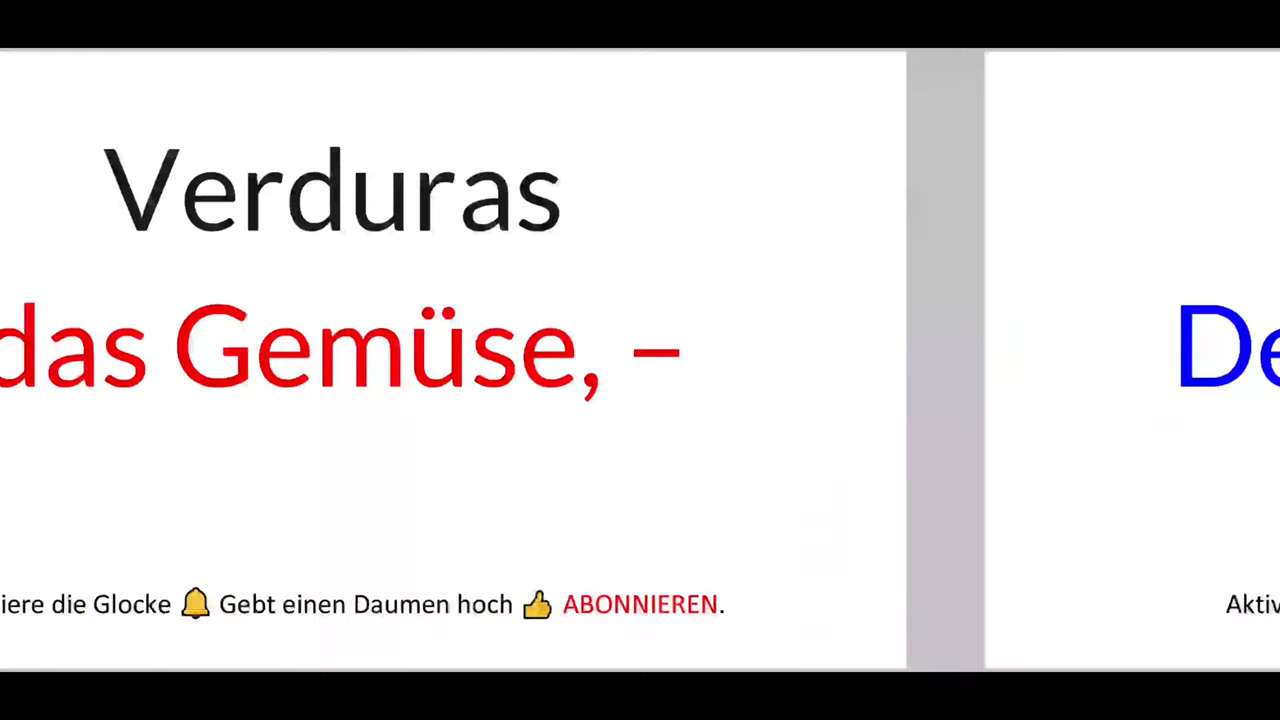 Verduras
das Gemüse, –
iere die Glocke 🔔 Gebt einen Daumen hoch 👍 ABONNIEREN.
De
Aktiv